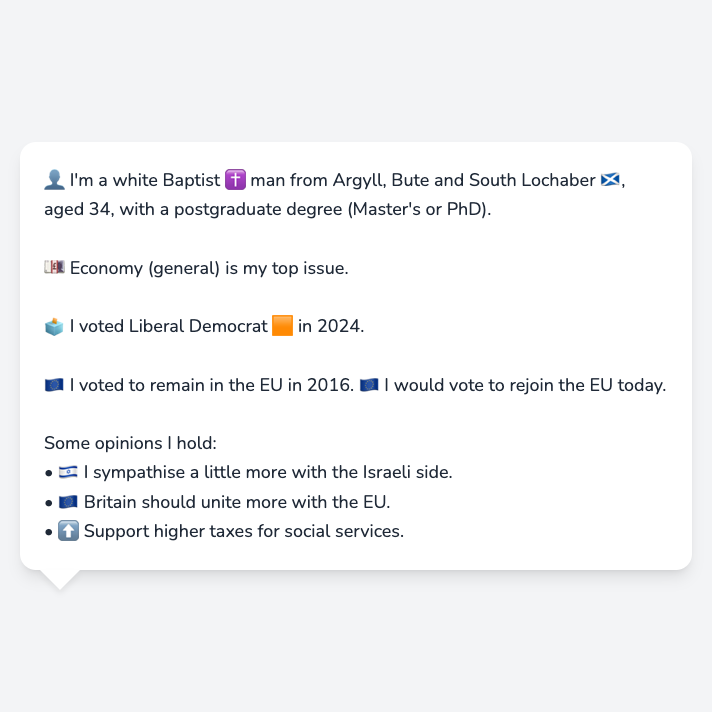 👤 I'm a white Baptist ✝️ man from Argyll, Bute and South Lochaber 🏴󠁧󠁢󠁳󠁣󠁴󠁿,
aged 34, with a postgraduate degree (Master's or PhD).
💷 Economy (general) is my top issue.
🗳️ I voted Liberal Democrat 🟧 in 2024.
🇪🇺 I voted to remain in the EU in 2016. 🇪🇺 I would vote to rejoin the EU today.
Some opinions I hold:
• 🇮🇱 I sympathise a little more with the Israeli side.
• 🇪🇺 Britain should unite more with the EU.
• ⬆️ Support higher taxes for social services.